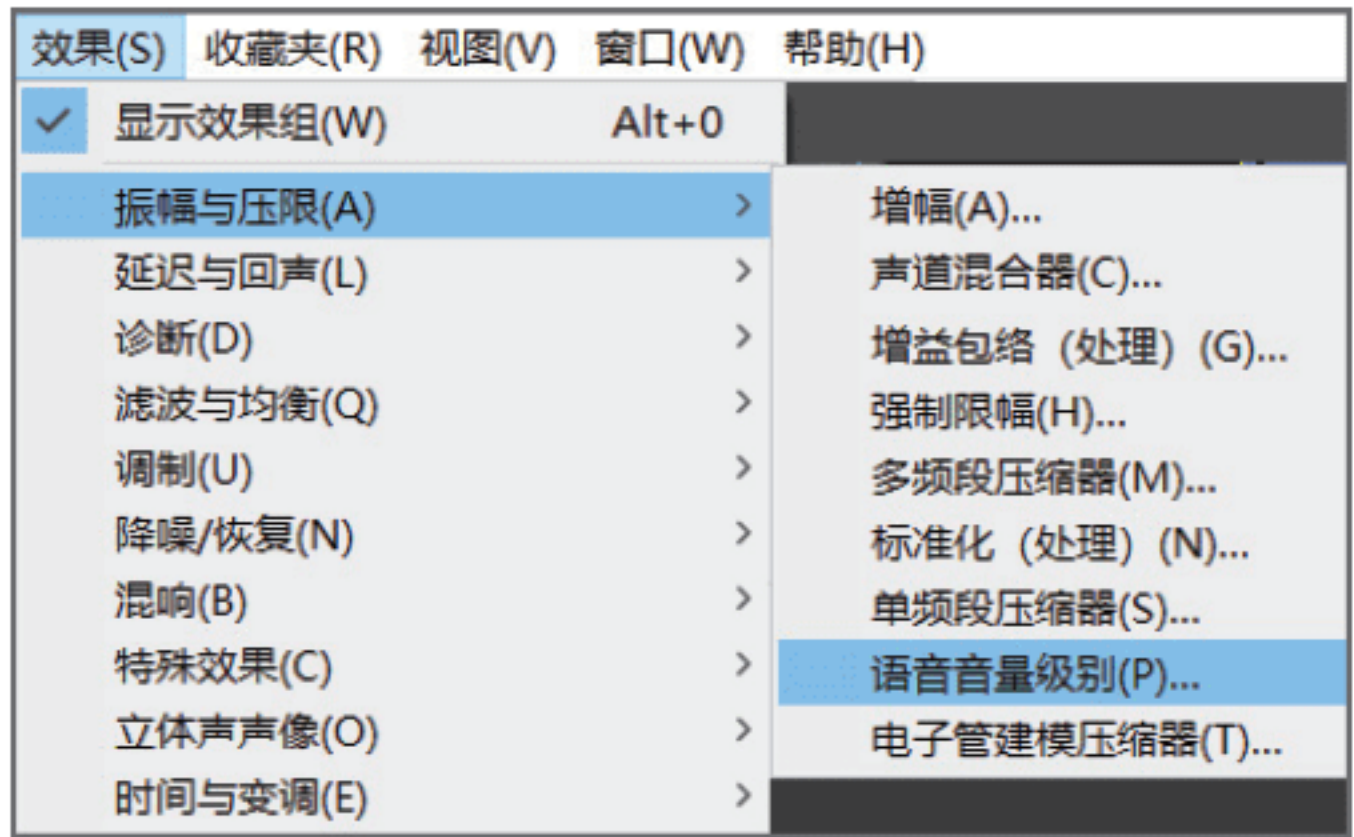 效果(S) 收藏夹(R) 视图(V) 窗口(W) 帮助(H)
显示效果组(W) Alt+0
振幅与压限(A) >
延迟与回声(L) >
诊断(D) >
滤波与均衡(Q) >
调制(U) >
降噪/恢复(N) >
混响(B) >
特殊效果(C) >
立体声声像(O) >
时间与变调(E) >
增幅(A)...
声道混合器(C)...
增益包络（处理）(G)...
强制限幅(H)...
多频段压缩器(M)...
标准化（处理）(N)...
单频段压缩器(S)...
语音音量级别(P)...
电子管建模压缩器(T)...